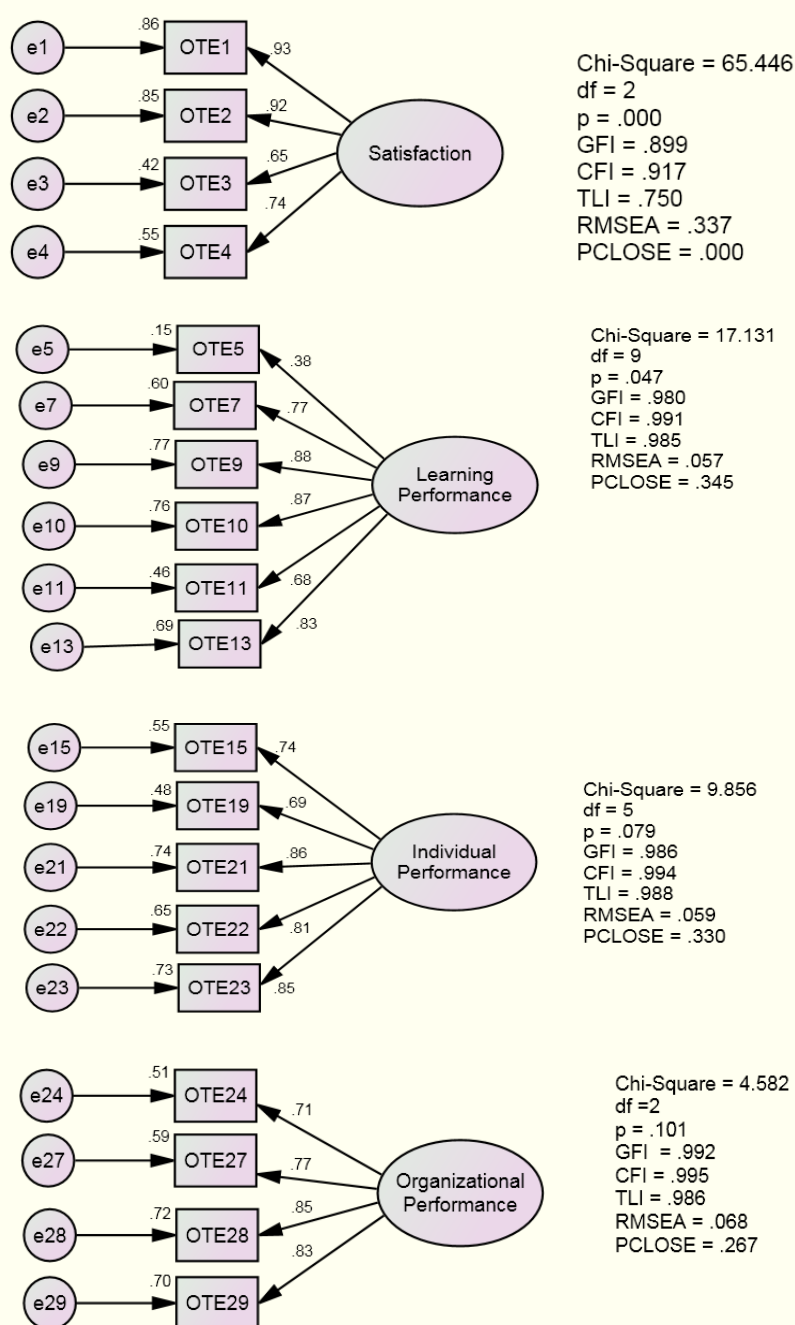 e1
.86
OTE1
.93
e2
.85
OTE2
.92
e3
.42
OTE3
.65
e4
.55
OTE4
.74
Satisfaction
Chi-Square = 65.446
df = 2
p = .000
GFI = .899
CFI = .917
TLI = .750
RMSEA = .337
PCLOSE = .000
e5
.15
OTE5
.38
e7
.60
OTE7
.77
e9
.77
OTE9
.88
e10
.76
OTE10
.87
e11
.46
OTE11
.68
e13
.69
OTE13
.83
Learning
Performance
Chi-Square = 17.131
df = 9
p = .047
GFI = .980
CFI = .991
TLI = .985
RMSEA = .057
PCLOSE = .345
e15
.55
OTE15
.74
e19
.48
OTE19
.69
e21
.74
OTE21
.86
e22
.65
OTE22
.81
e23
.73
OTE23
.85
Individual
Performance
Chi-Square = 9.856
df = 5
p = .079
GFI = .986
CFI = .994
TLI = .988
RMSEA = .059
PCLOSE = .330
e24
.51
OTE24
.71
e27
.59
OTE27
.77
e28
.72
OTE28
.85
e29
.70
OTE29
.83
Organizational
Performance
Chi-Square = 4.582
df =2
p = .101
GFI = .992
CFI = .995
TLI = .986
RMSEA = .068
PCLOSE = .267